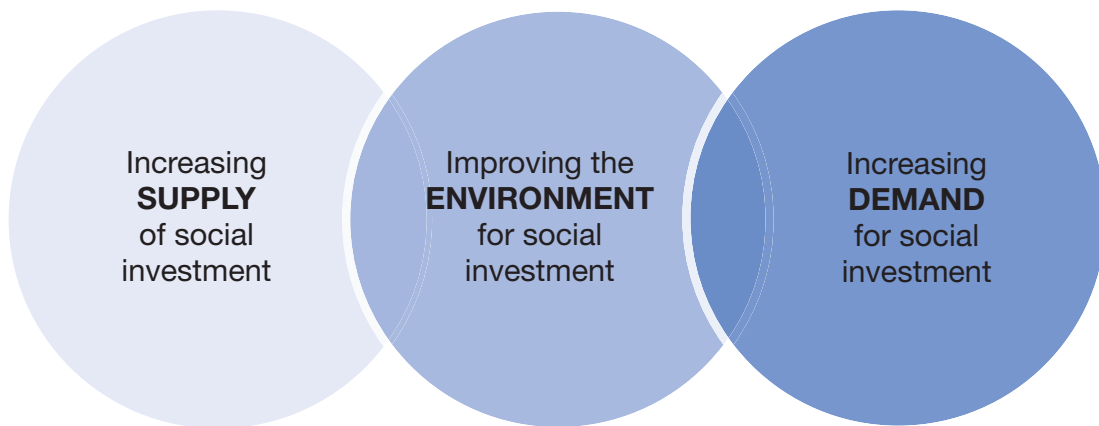 Increasing
SUPPLY
of social
investment
Improving the
ENVIRONMENT
for social
investment
Increasing
DEMAND
for social
investment